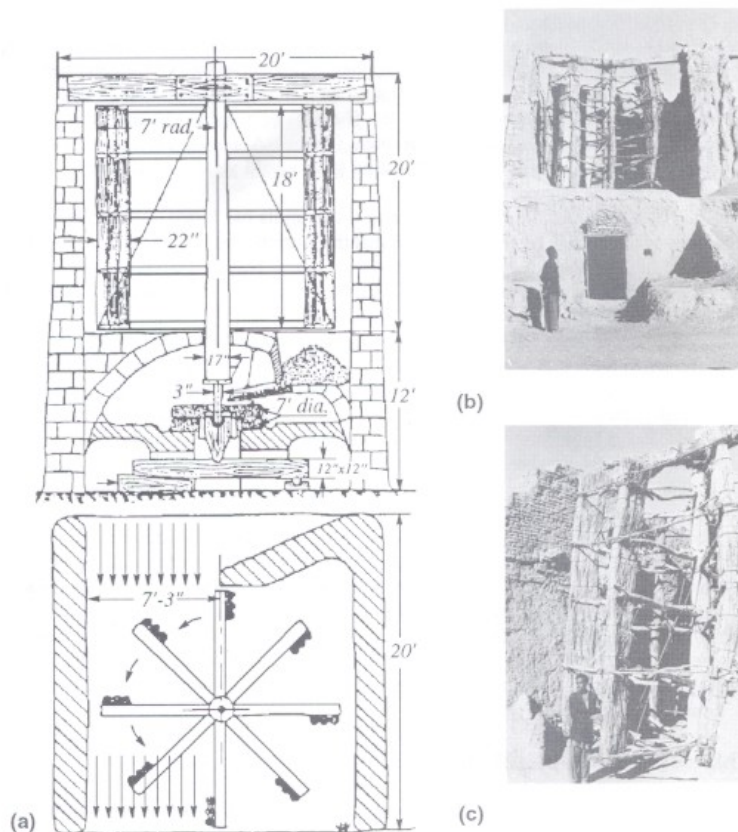 20'
7' rad.
18'
20'
22"
17"
3"
7' dia.
12'
12"x12"
7'-3"
20'
(a)
(b)
(c)